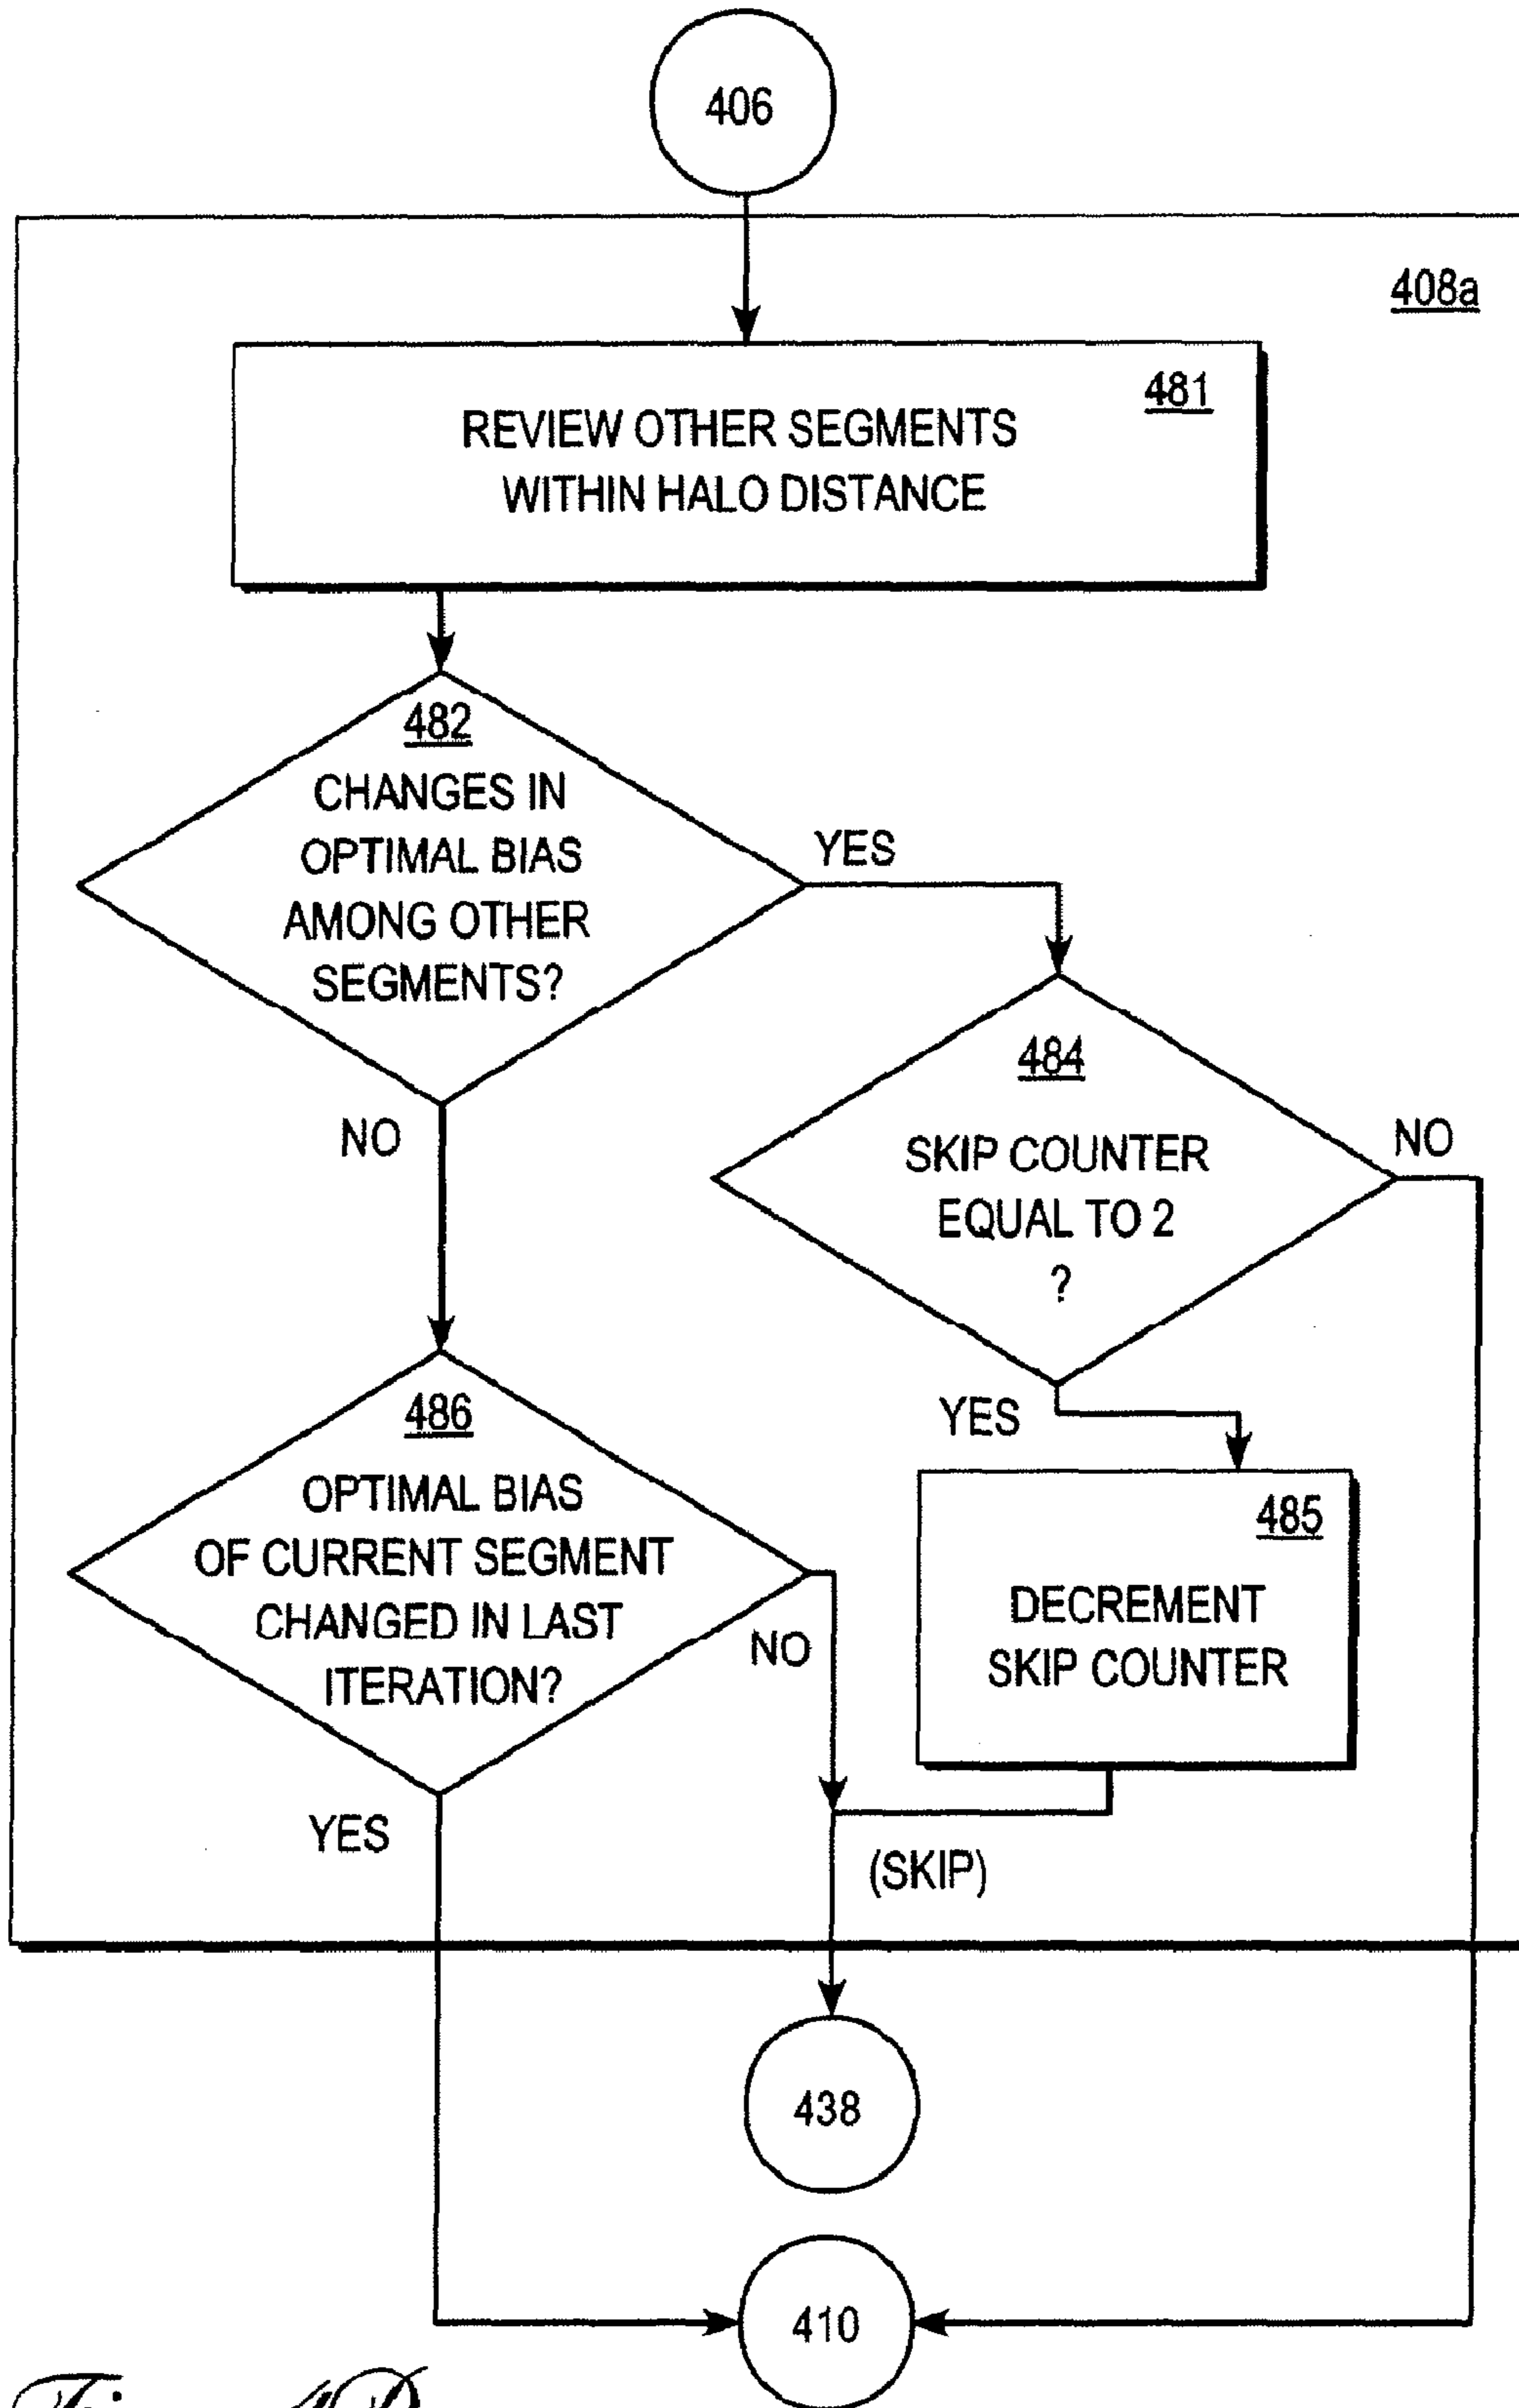 406
408a
481
REVIEW OTHER SEGMENTS
WITHIN HALO DISTANCE
482
CHANGES IN
OPTIMAL BIAS
AMONG OTHER
SEGMENTS?
YES
NO
484
SKIP COUNTER
EQUAL TO 2
?
NO
YES
486
OPTIMAL BIAS
OF CURRENT SEGMENT
CHANGED IN LAST
ITERATION?
NO
YES
485
DECREMENT
SKIP COUNTER
(SKIP)
438
410